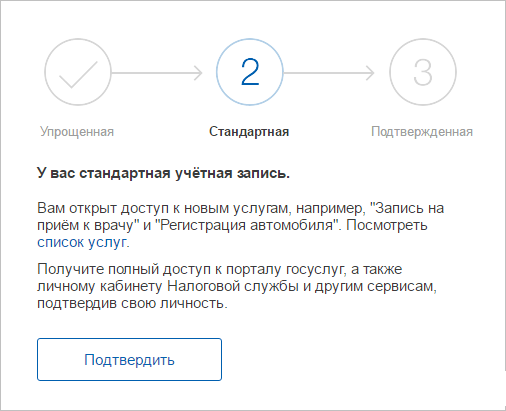 2
3
Упрощенная
Стандартная
Подтвержденная
У вас стандартная учётная запись.
Вам открыт доступ к новым услугам, например, "Запись на
приём к врачу" и "Регистрация автомобиля". Посмотреть
список услуг.
Получите полный доступ к порталу госуслуг, а также
личному кабинету Налоговой службы и другим сервисам,
подтвердив свою личность.
Подтвердить